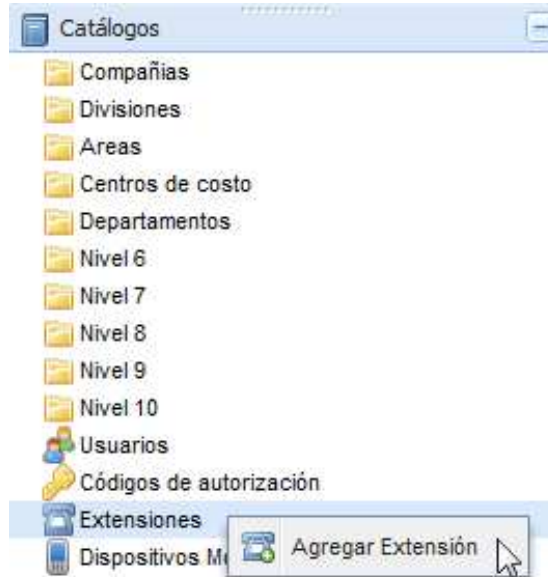 Catálogos
Compañias
Divisiones
Areas
Centros de costo
Departamentos
Nivel 6
Nivel 7
Nivel 8
Nivel 9
Nivel 10
Usuarios
Códigos de autorización
Extensiones
Agregar Extensión
Dispositivos